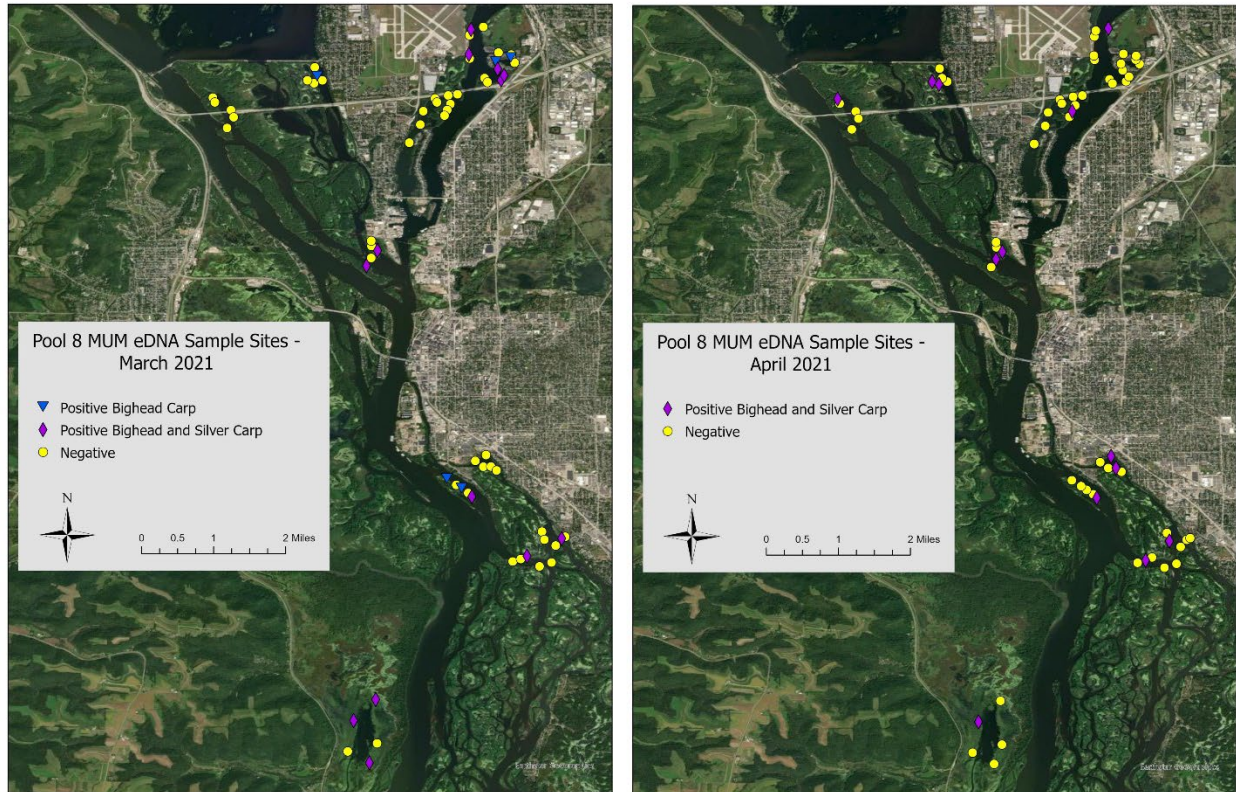 Pool 8 MUM eDNA Sample Sites -
March 2021
Positive Bighead Carp
Positive Bighead and Silver Carp
Negative
N
0 0.5 1 2 Miles
Pool 8 MUM eDNA Sample Sites -
April 2021
Positive Bighead and Silver Carp
Negative
N
0 0.5 1 2 Miles